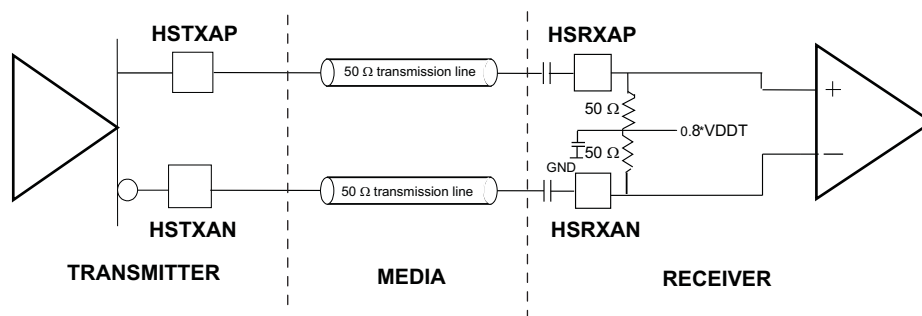 HSTXAP
HSRXAP
50 Ω transmission line
+
50 Ω
0.8*VDDT
50 Ω
GND
50 Ω transmission line
−
HSTXAN
HSRXAN
TRANSMITTER
MEDIA
RECEIVER